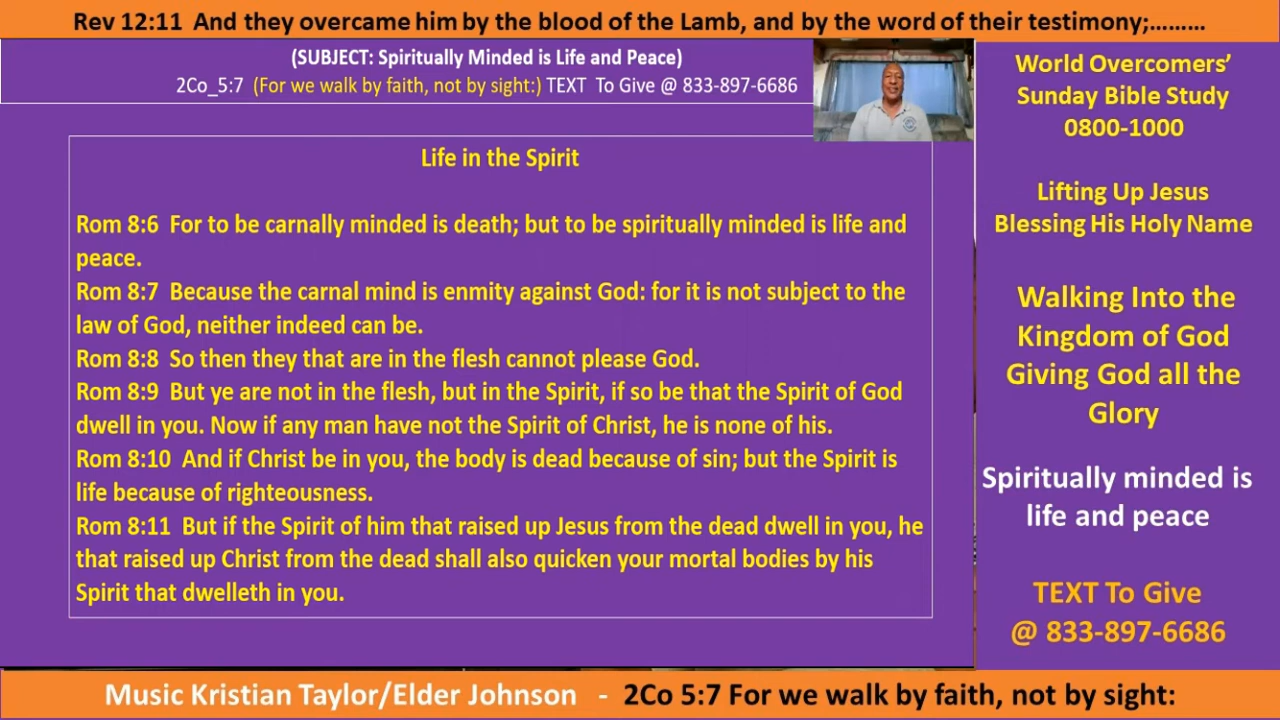 Rev 12:11 And they overcame him by the blood of the Lamb, and by the word of their testimony;………
(SUBJECT: Spiritually Minded is Life and Peace)
2Co_5:7 (For we walk by faith, not by sight:) TEXT To Give @ 833-897-6686
Life in the Spirit
Rom 8:6 For to be carnally minded is death; but to be spiritually minded is life and
peace.
Rom 8:7 Because the carnal mind is enmity against God: for it is not subject to the
law of God, neither indeed can be.
Rom 8:8 So then they that are in the flesh cannot please God.
Rom 8:9 But ye are not in the flesh, but in the Spirit, if so be that the Spirit of God
dwell in you. Now if any man have not the Spirit of Christ, he is none of his.
Rom 8:10 And if Christ be in you, the body is dead because of sin; but the Spirit is
life because of righteousness.
Rom 8:11 But if the Spirit of him that raised up Jesus from the dead dwell in you, he
that raised up Christ from the dead shall also quicken your mortal bodies by his
Spirit that dwelleth in you.
World Overcomers’
Sunday Bible Study
0800-1000
Lifting Up Jesus
Blessing His Holy Name
Walking Into the
Kingdom of God
Giving God all the
Glory
Spiritually minded is
life and peace
TEXT To Give
@ 833-897-6686
Music Kristian Taylor/Elder Johnson - 2Co 5:7 For we walk by faith, not by sight: